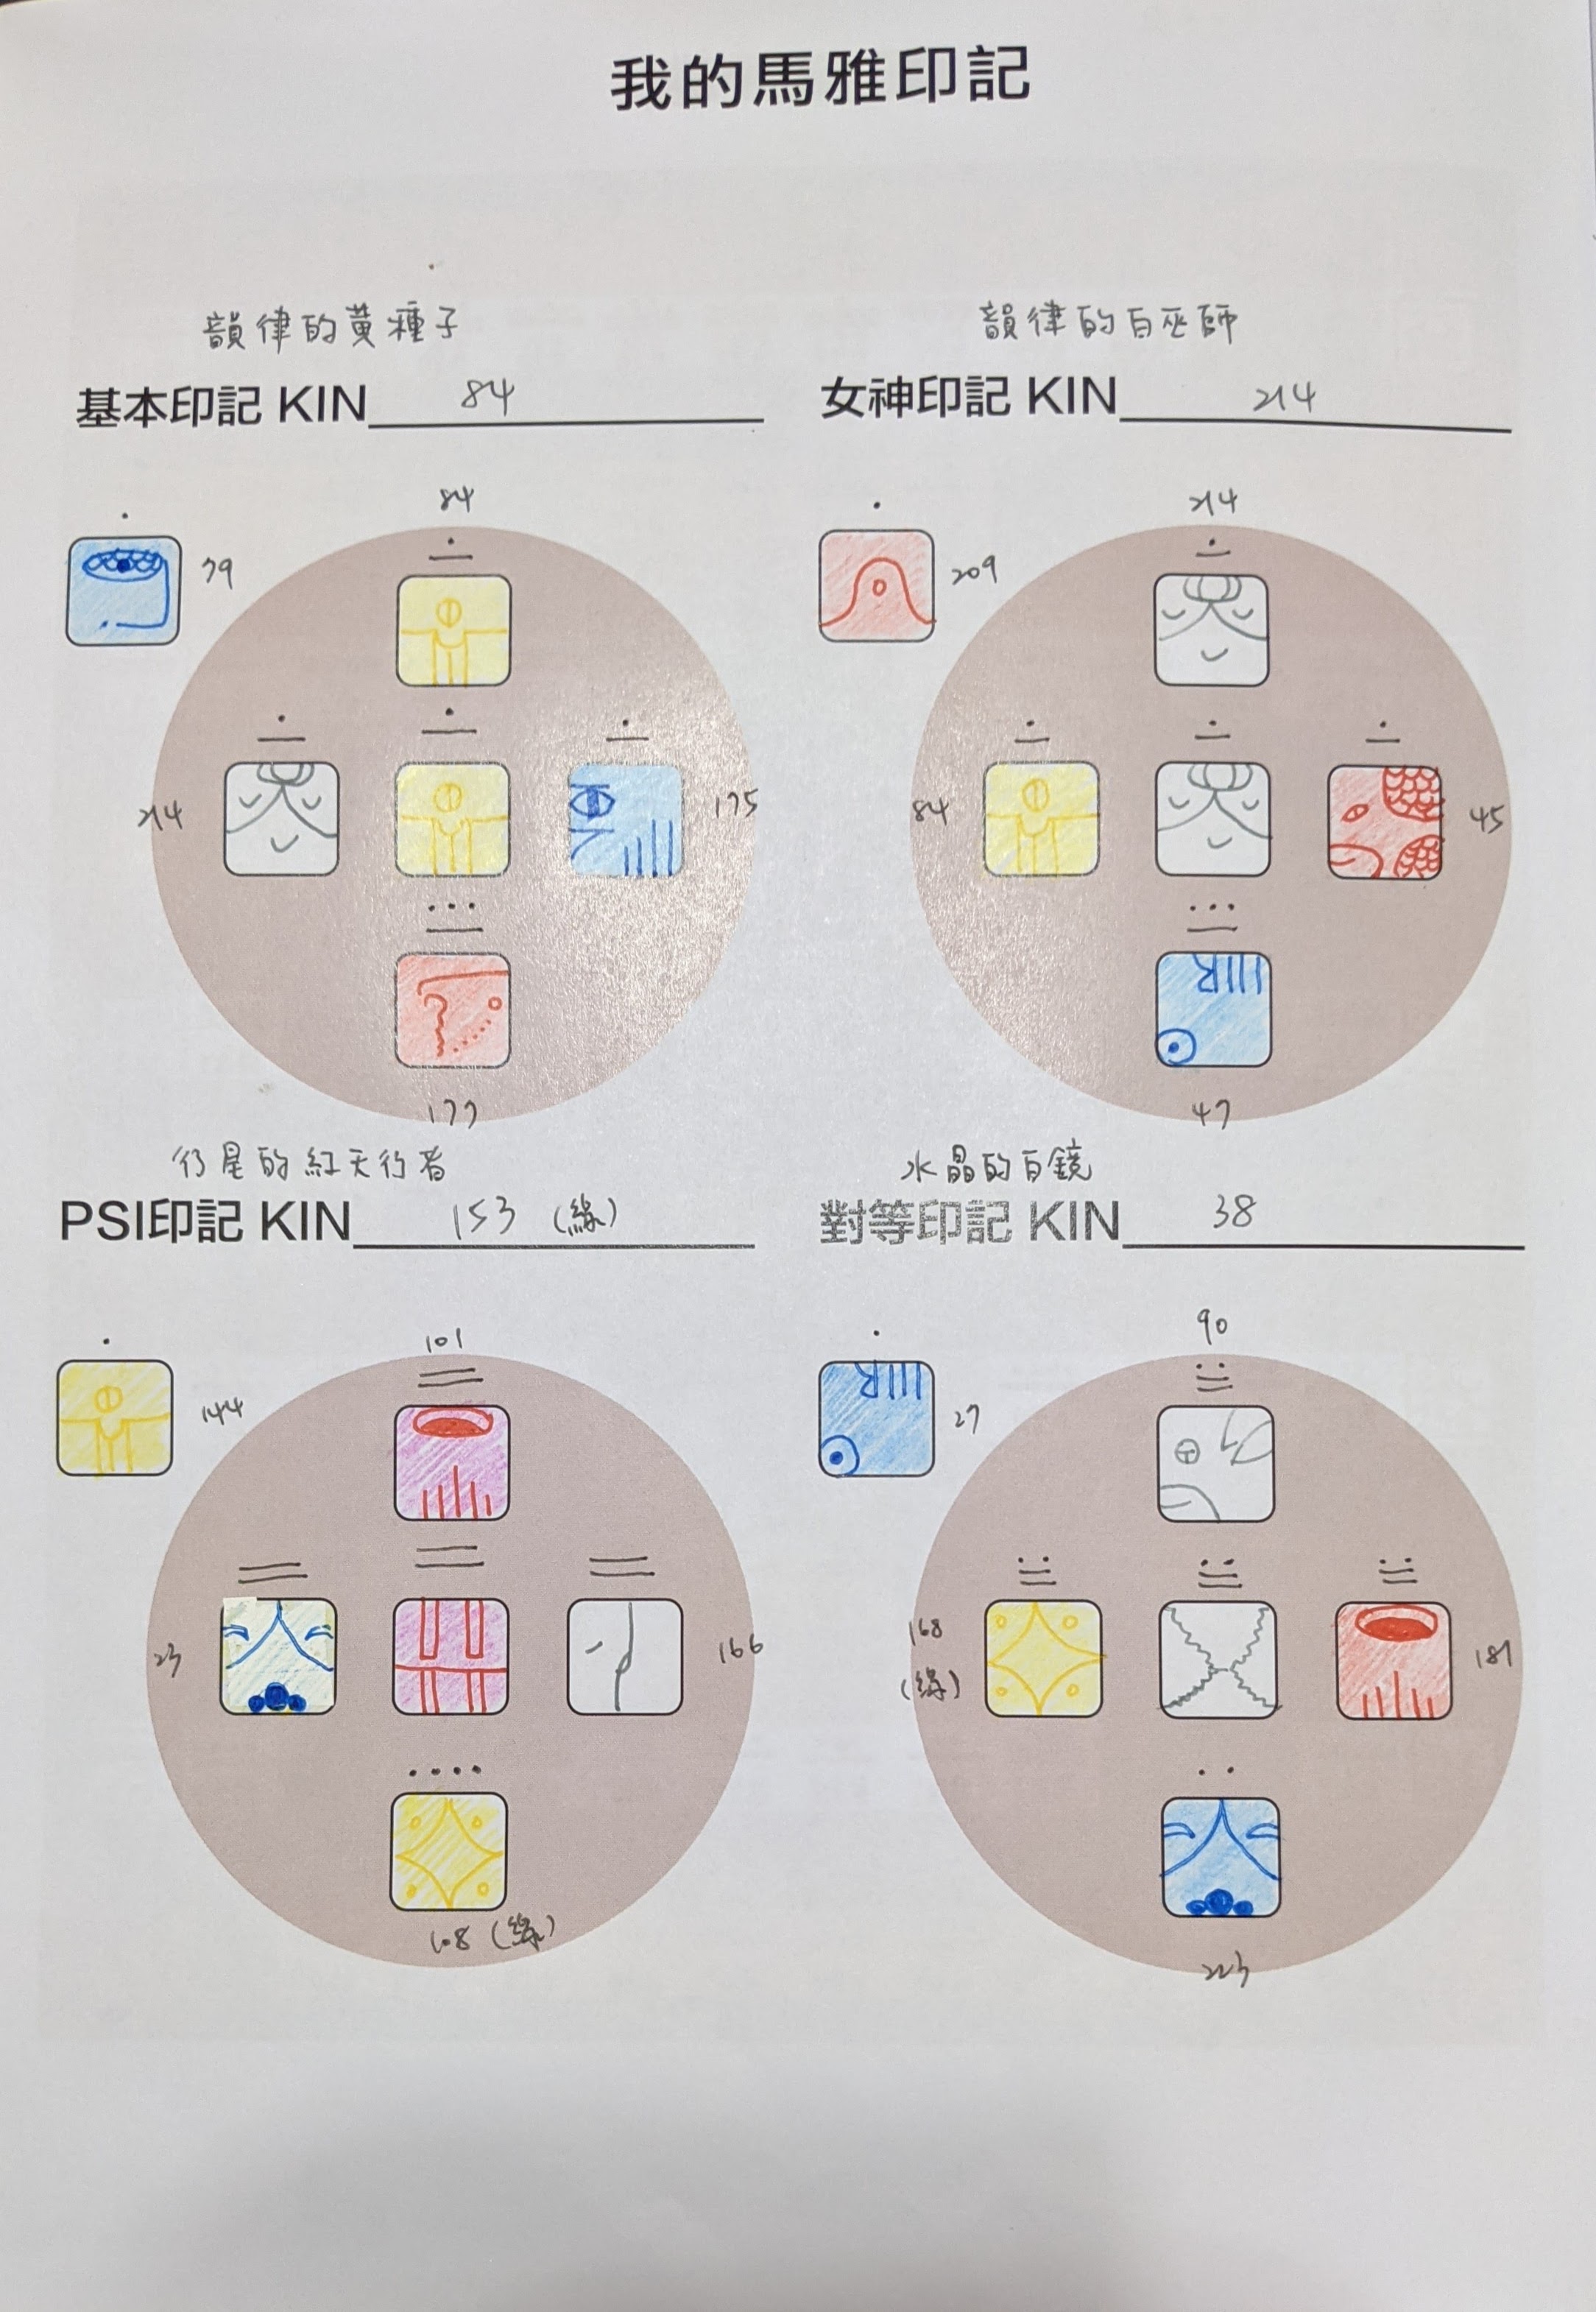 我的馬雅印記
韻律的黃種子
基本印記 KIN 84
84
79
214
175
177
韻律的白巫師
女神印記 KIN 214
214
209
84
45
47
行星的紅天行者
PSI印記 KIN 153 (綠)
101
144
23
166
108 (綠)
水晶的白鏡
對等印記 KIN 38
90
27
168
(綠)
181
223